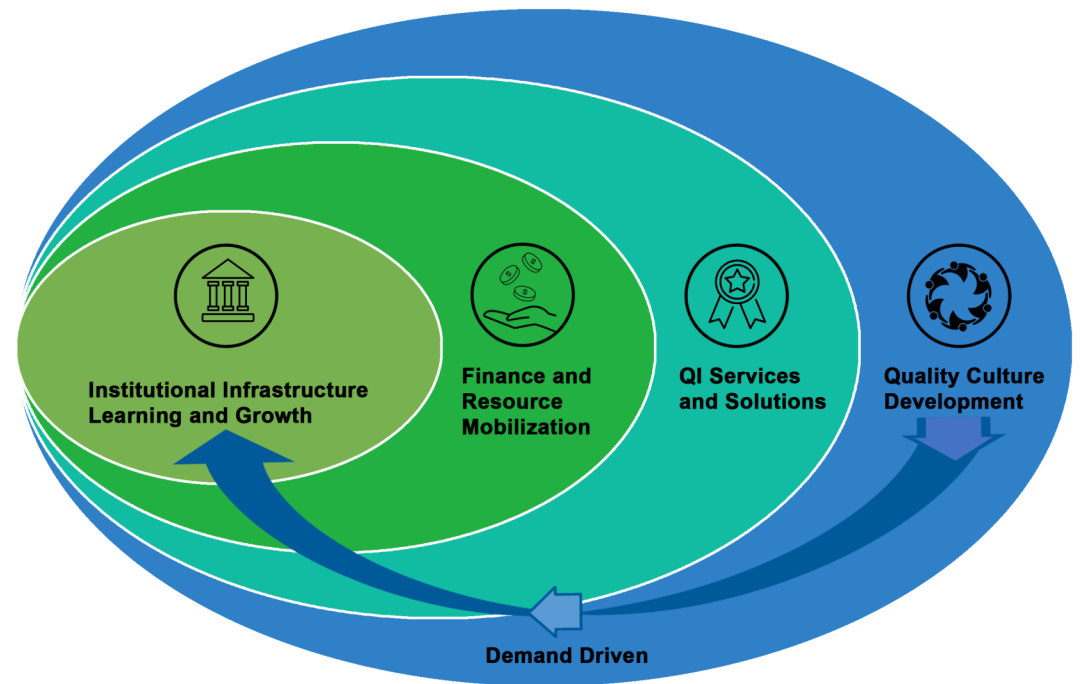 Institutional Infrastructure
Learning and Growth
Finance and
Resource
Mobilization
QI Services
and Solutions
Quality Culture
Development
Demand Driven